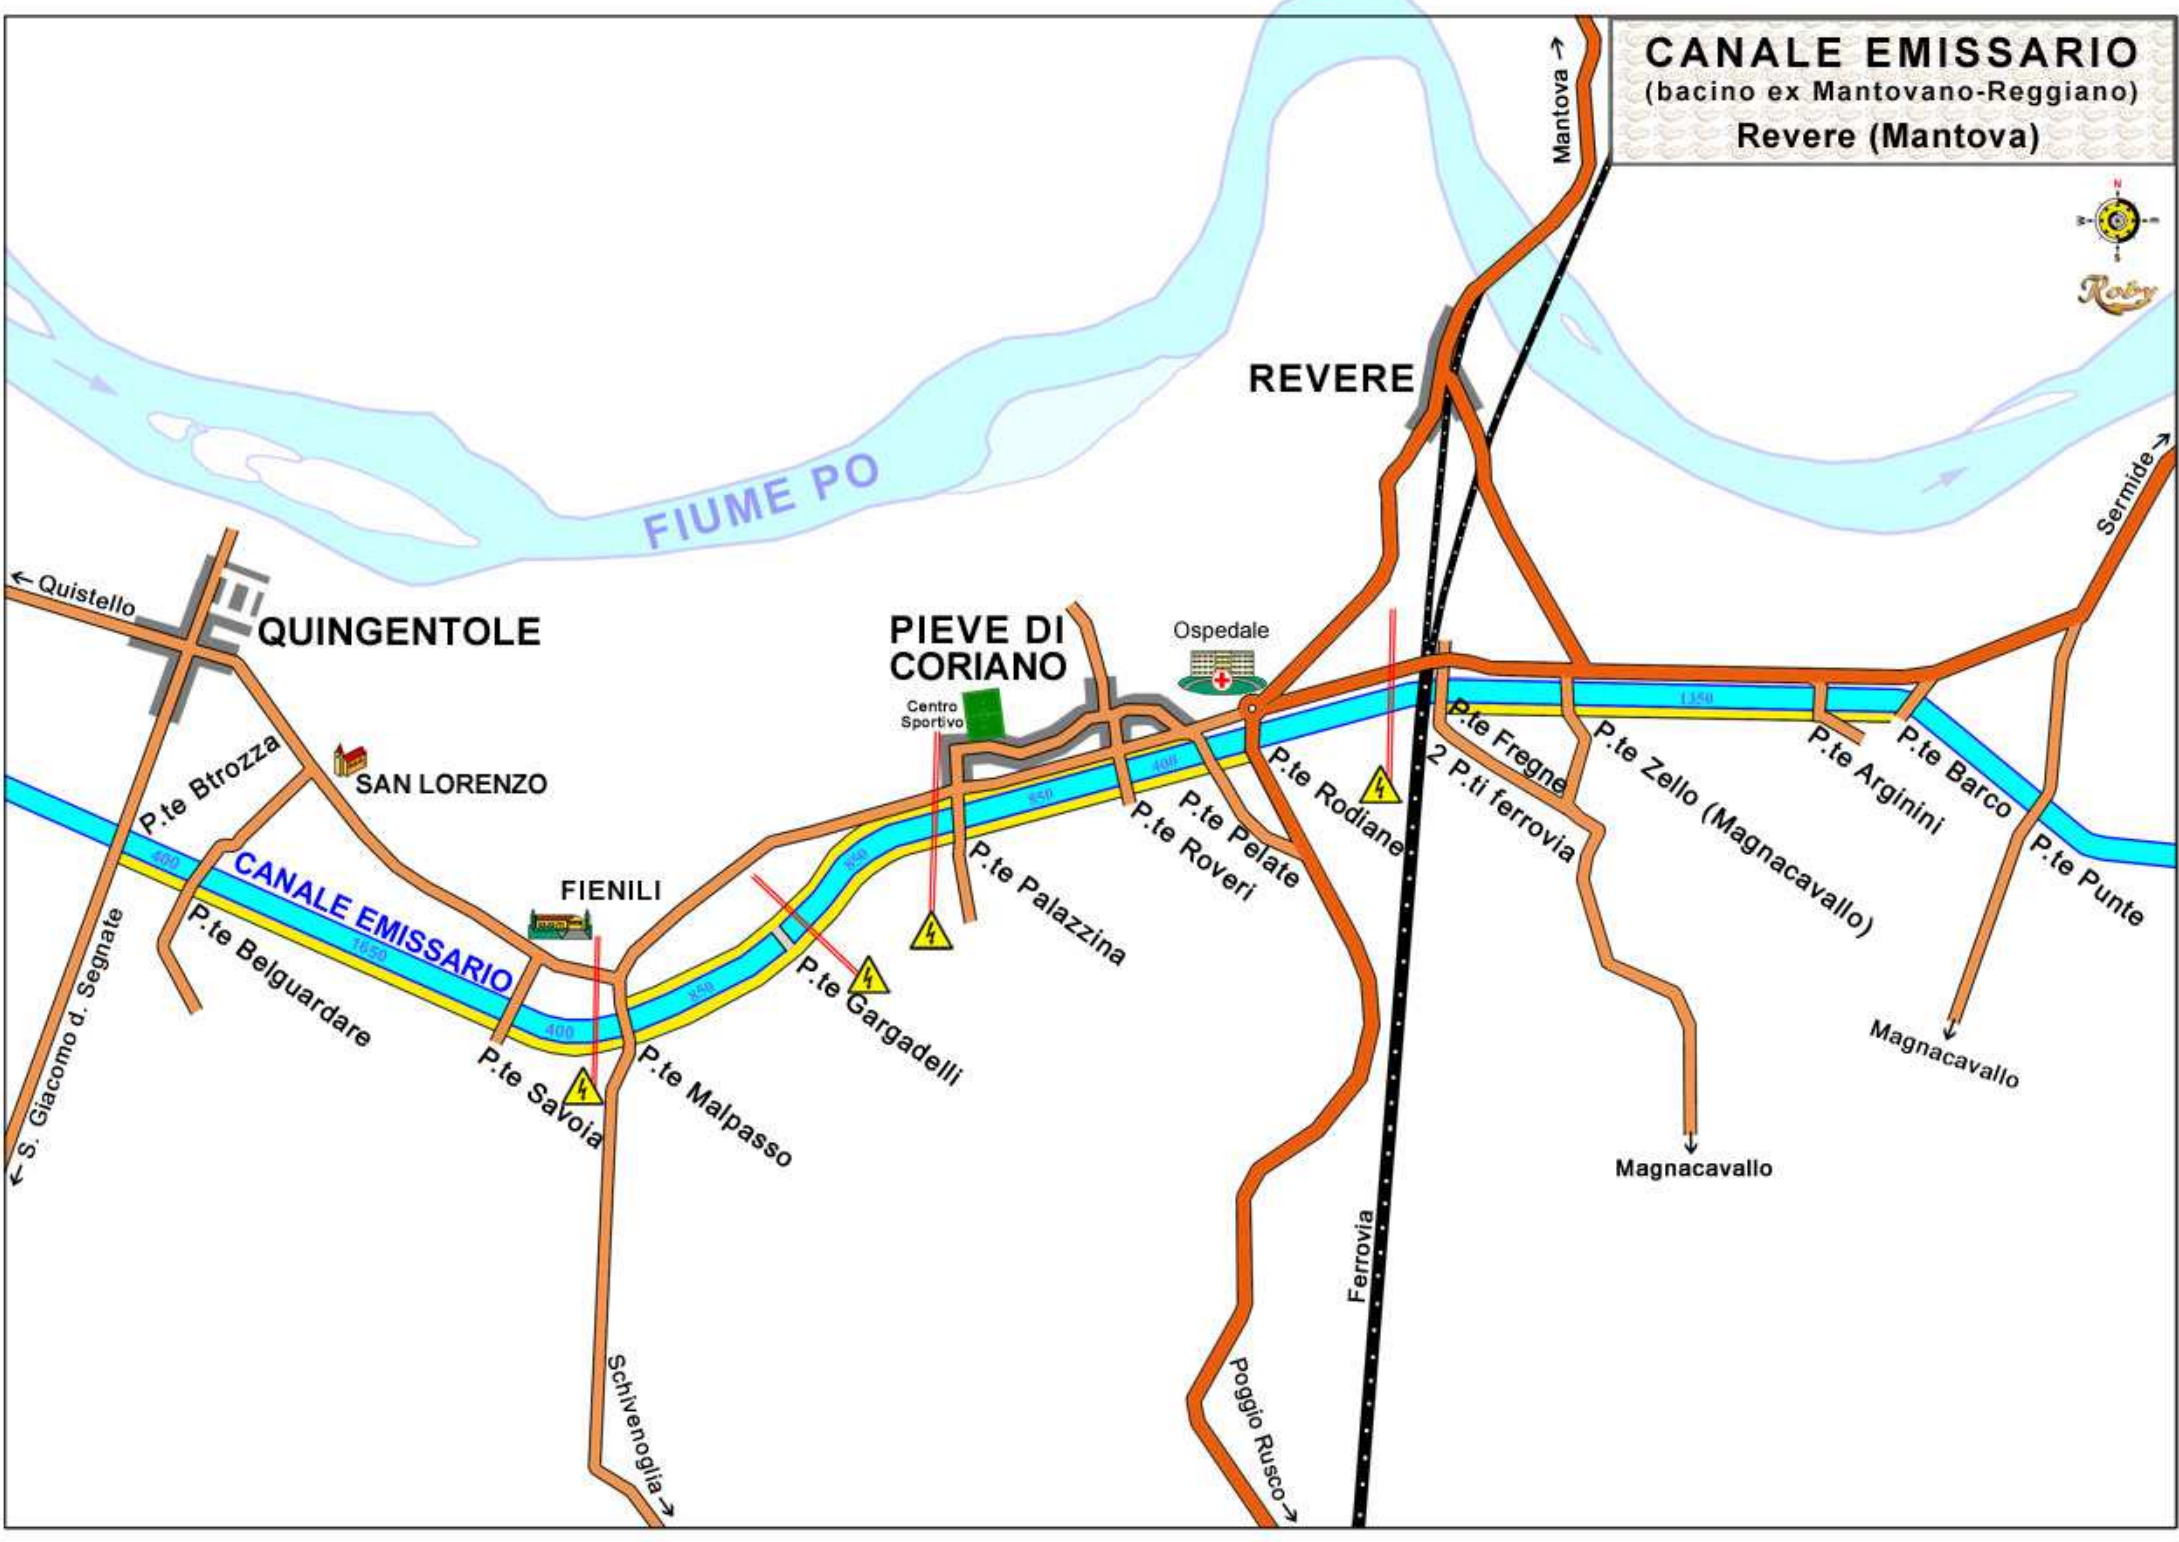 CANALE EMISSARIO
(bacino ex Mantovano-Reggiano)
Revere (Mantova)
Mantova →
N
W
E
S
Roby
REVERE
FIUME PO
Sermide →
← Quistello
QUINGENTOLE
PIEVE DI
CORIANO
Ospedale
Centro
Sportivo
1350
P.te Btrozza
SAN LORENZO
400
850
P.te Fregne
2 P.ti ferrovia
P.te Zello (Magnacavallo)
P.te Arginini
P.te Barco
P.te Punte
P.te Rodiane
P.te Pelate
P.te Roveri
P.te Palazzina
400
CANALE EMISSARIO
1650
850
FIENILI
P.te Belguardare
400
850
P.te Gargadelli
P.te Savoia
P.te Malpasso
← S. Giacomo d. Segnate
Magnacavallo
Magnacavallo
Ferrovia
Schivenoglia →
Poggio Rusco →